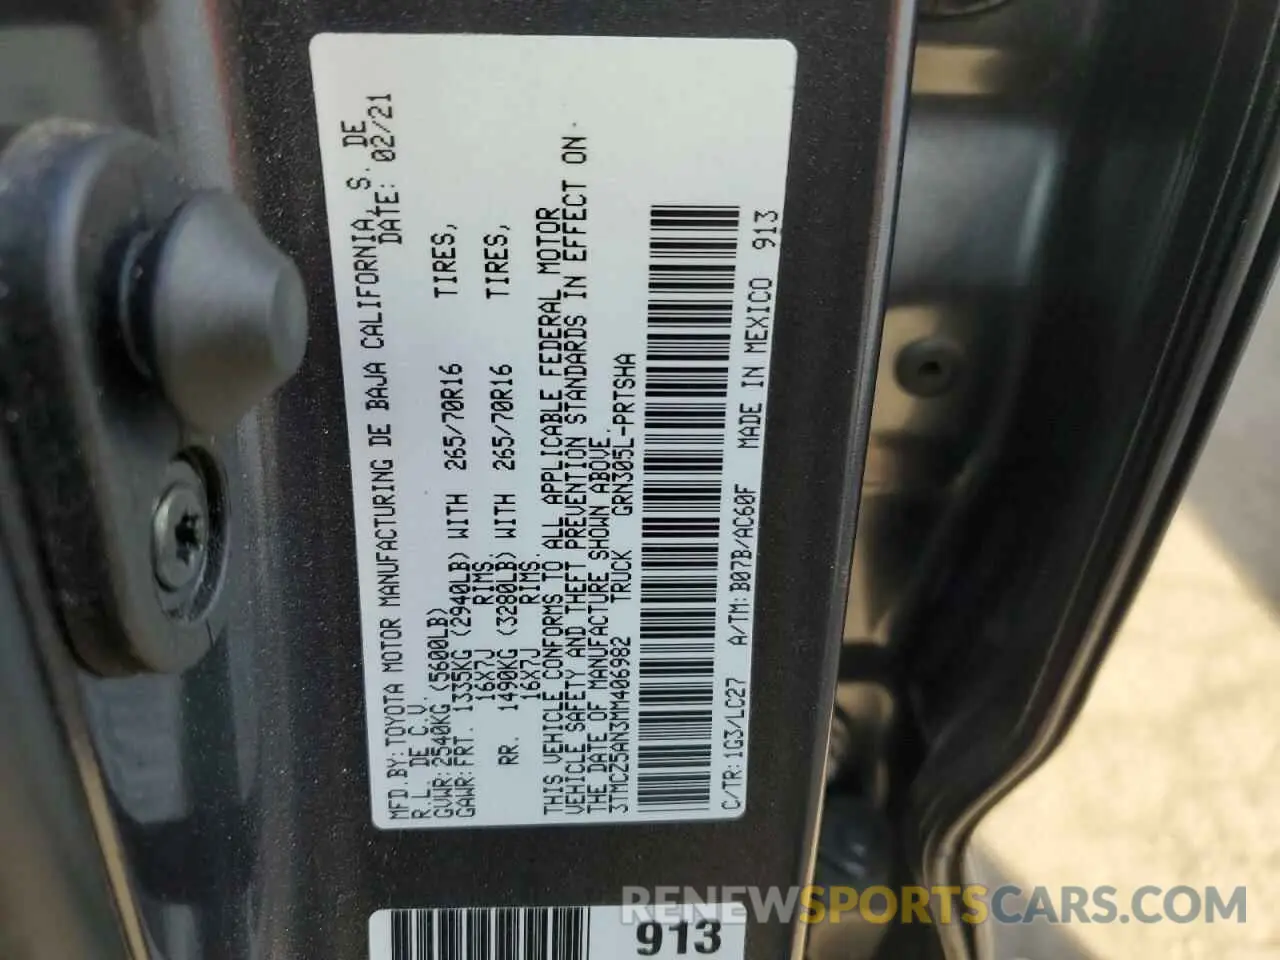 MFD.BY:TOYOTA MOTOR MANUFACTURING DE BAJA CALIFORNIA, S. DE
R.L. DE C.V. DATE: 02/21
GVWR:2540KG (5600LB)
GAWR:FRT. 1335KG (2940LB) WITH 265/70R16 TIRES,
16X7J RIMS
RR. 1490KG (3280LB) WITH 265/70R16 TIRES,
16X7J RIMS.
THIS VEHICLE CONFORMS TO ALL APPLICABLE FEDERAL MOTOR
VEHICLE SAFETY AND THEFT PREVENTION STANDARDS IN EFFECT ON
THE DATE OF MANUFACTURE SHOWN ABOVE.
3TMCZ5AN3MM406982 TRUCK GRN305L-PRTSHA
C/TR:1G3/LC27 A/TM:B07B/AC60F MADE IN MEXICO 913
913
RENEWSPORTSCARS.COM